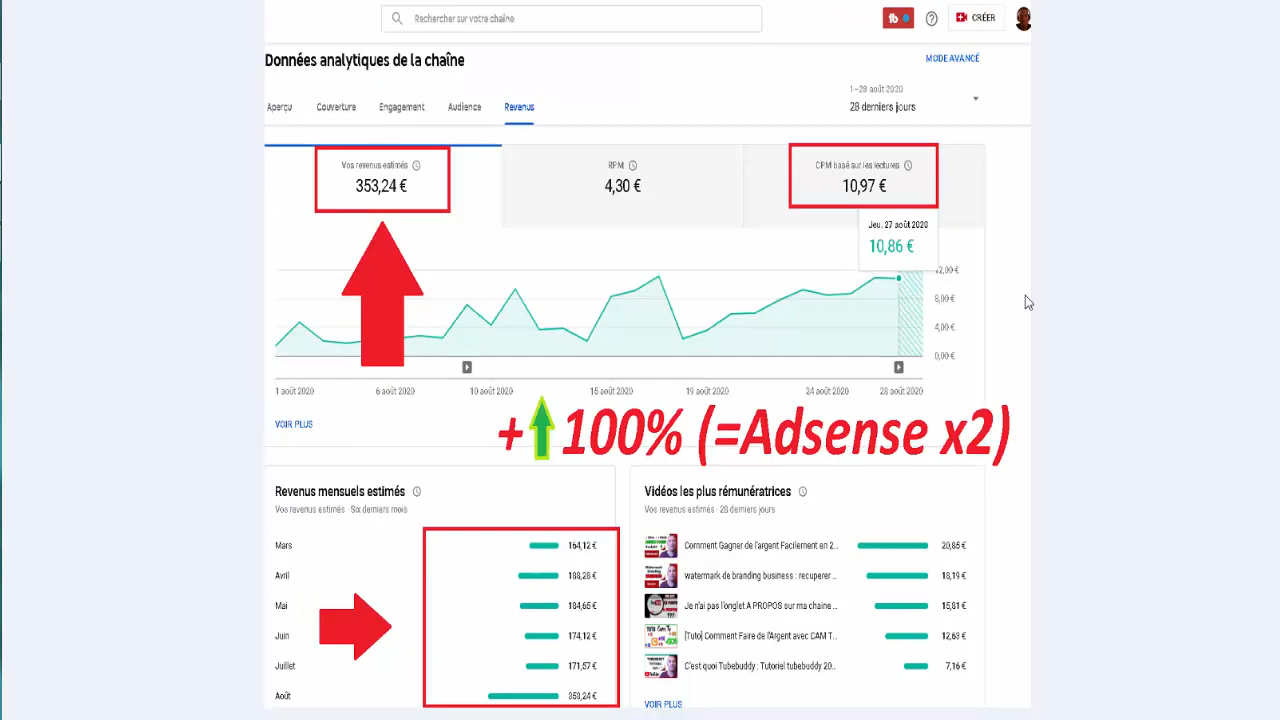 Rechercher sur votre chaîne
tb
CRÉER
Données analytiques de la chaîne
MODE AVANCÉ
1–28 août 2020
28 derniers jours
Aperçu Couverture Engagement Audience Revenus
Vos revenus estimés
353,24 €
RPM
4,30 €
CPM basé sur les lectures
10,97 €
Jeu. 27 août 2020
10,86 €
12,00 €
8,00 €
4,00 €
0,00 €
1 août 2020 6 août 2020 10 août 2020 15 août 2020 19 août 2020 24 août 2020 28 août 2020
VOIR PLUS
+ 100% (=Adsense x2)
Revenus mensuels estimés
Vos revenus estimés · Six derniers mois
Mars 164,12 €
Avril 188,28 €
Mai 184,65 €
Juin 174,12 €
Juillet 171,57 €
Août 353,24 €
Vidéos les plus rémunératrices
Vos revenus estimés · 28 derniers jours
Comment Gagner de l'argent Facilement en 2... 20,85 €
watermark de branding business : recuperer ... 18,19 €
Je n'ai pas l'onglet A PROPOS sur ma chaine ... 15,81 €
[Tuto] Comment Faire de l'Argent avec CAM T... 12,63 €
C'est quoi Tubebuddy : Tutoriel tubebuddy 20... 7,16 €
VOIR PLUS